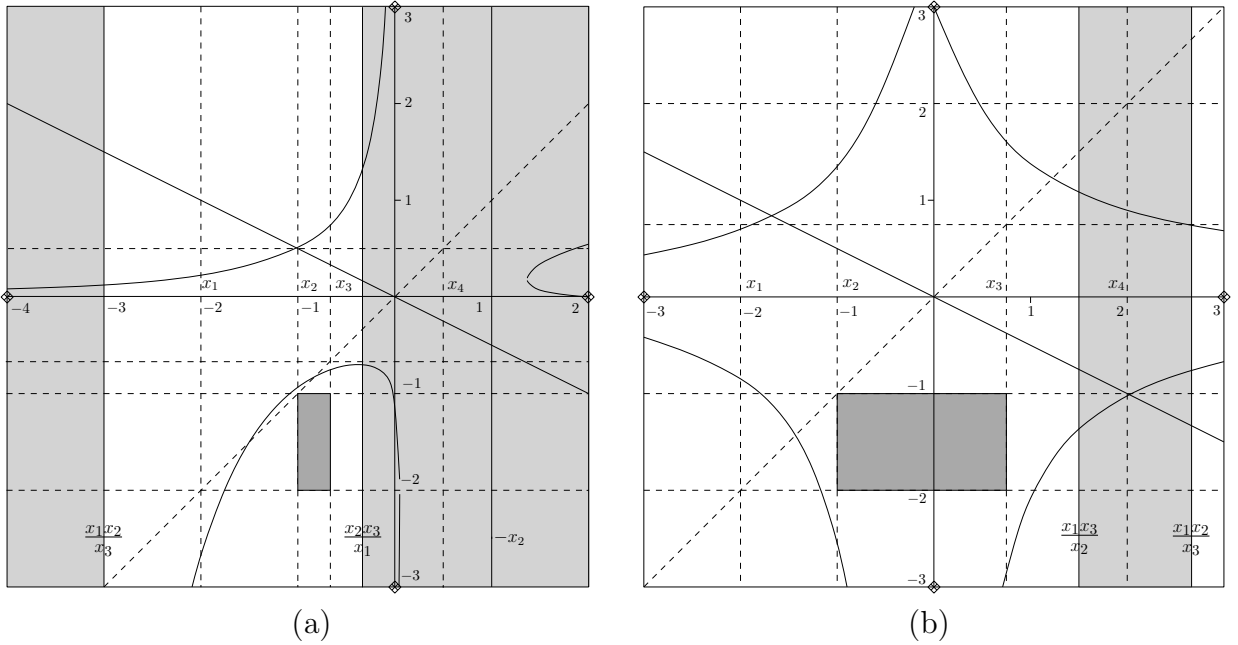 3
2
1
x₁ x₂ x₃ x₄
−4 −3 −2 −1 1 2
−1
−2
x₁x₂/x₃ x₂x₃/x₁ −x₂
−3
(a)
3
2
1
x₁ x₂ x₃ x₄
−3 −2 −1 1 2 3
−1
−2
x₁x₃/x₂ x₁x₂/x₃
−3
(b)